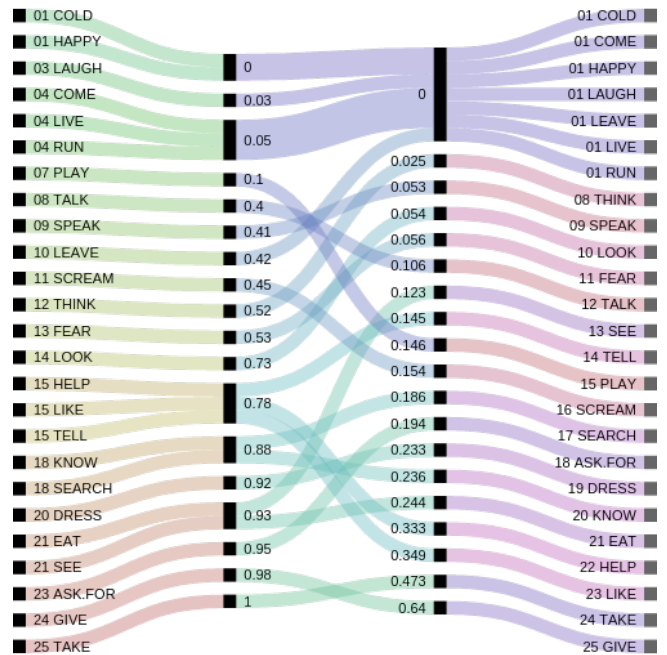 01 COLD
01 HAPPY
03 LAUGH
04 COME
04 LIVE
04 RUN
07 PLAY
08 TALK
09 SPEAK
10 LEAVE
11 SCREAM
12 THINK
13 FEAR
14 LOOK
15 HELP
15 LIKE
15 TELL
18 KNOW
18 SEARCH
20 DRESS
21 EAT
21 SEE
23 ASK.FOR
24 GIVE
25 TAKE
0
0.03
0.05
0.1
0.4
0.41
0.42
0.45
0.52
0.53
0.73
0.78
0.88
0.92
0.93
0.95
0.98
1
0
0.025
0.053
0.054
0.056
0.106
0.123
0.145
0.146
0.154
0.186
0.194
0.233
0.236
0.244
0.333
0.349
0.473
0.64
01 COLD
01 COME
01 HAPPY
01 LAUGH
01 LEAVE
01 LIVE
01 RUN
08 THINK
09 SPEAK
10 LOOK
11 FEAR
12 TALK
13 SEE
14 TELL
15 PLAY
16 SCREAM
17 SEARCH
18 ASK.FOR
19 DRESS
20 KNOW
21 EAT
22 HELP
23 LIKE
24 TAKE
25 GIVE